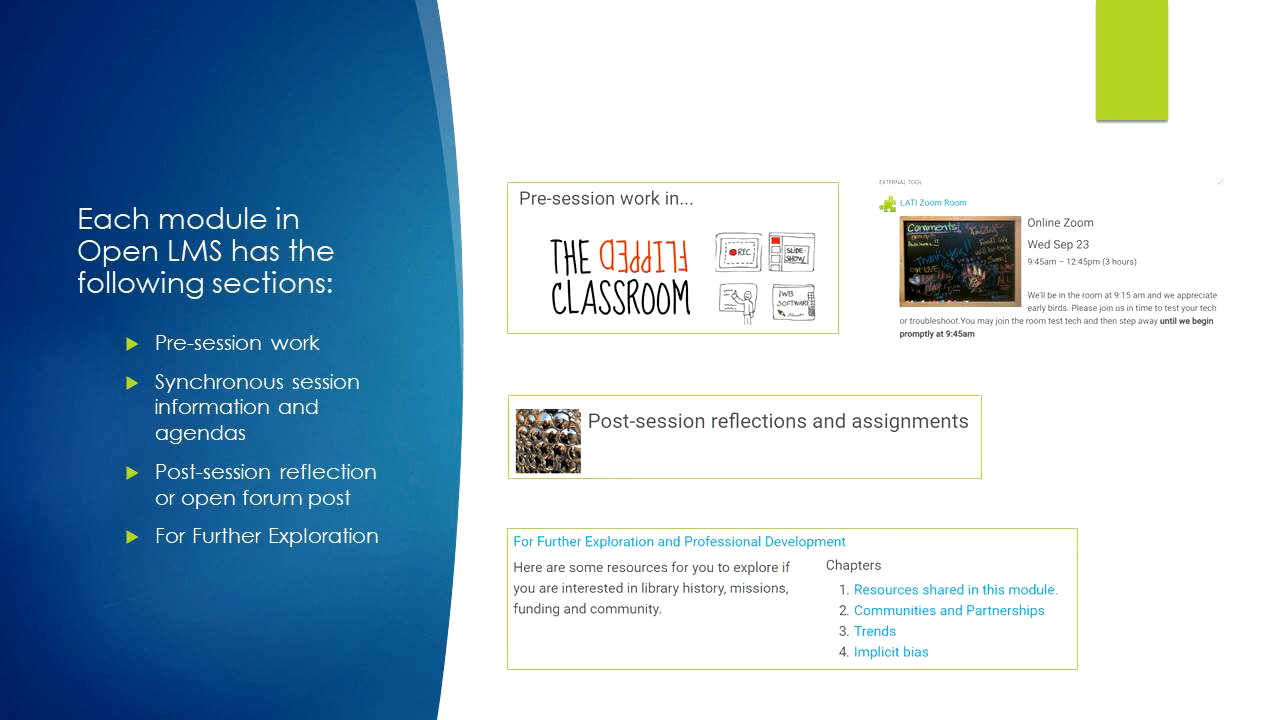 Each module in
Open LMS has the
following sections:
Pre-session work
Synchronous session
information and
agendas
Post-session reflection
or open forum post
For Further Exploration
Pre-session work in...
THE FLIPPED
CLASSROOM
REC
SLIDE-
SHOW
IWB
SOFTWARE
EXTERNAL TOOL
LATI Zoom Room
Comments!
Thank you!!
Online Zoom
Wed Sep 23
9:45am – 12:45pm (3 hours)
We'll be in the room at 9:15 am and we appreciate
early birds. Please join us in time to test your tech
or troubleshoot.You may join the room test tech and then step away until we begin
promptly at 9:45am
Post-session reflections and assignments
For Further Exploration and Professional Development
Here are some resources for you to explore if
you are interested in library history, missions,
funding and community.
Chapters
1. Resources shared in this module.
2. Communities and Partnerships
3. Trends
4. Implicit bias